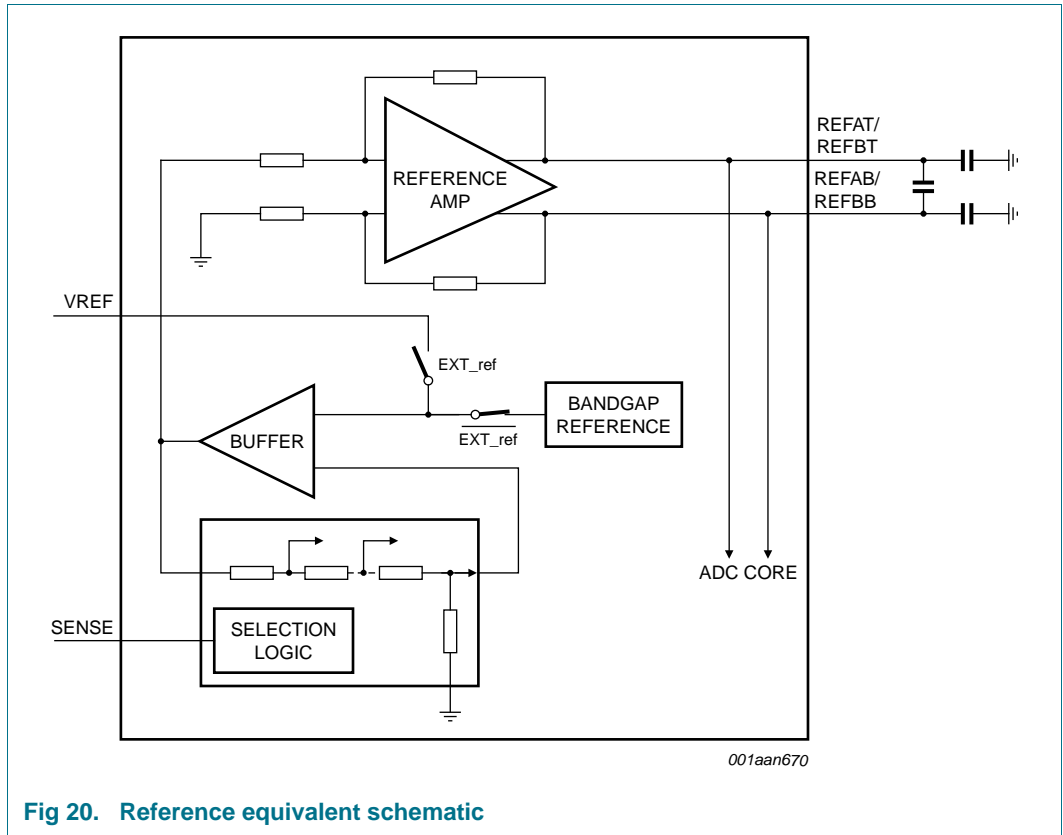 REFAT/
REFBT
REFAB/
REFBB
REFERENCE
AMP
VREF
EXT_ref
BANDGAP
REFERENCE
EXT_ref
BUFFER
ADC CORE
SENSE
SELECTION
LOGIC
001aan670
Fig 20. Reference equivalent schematic